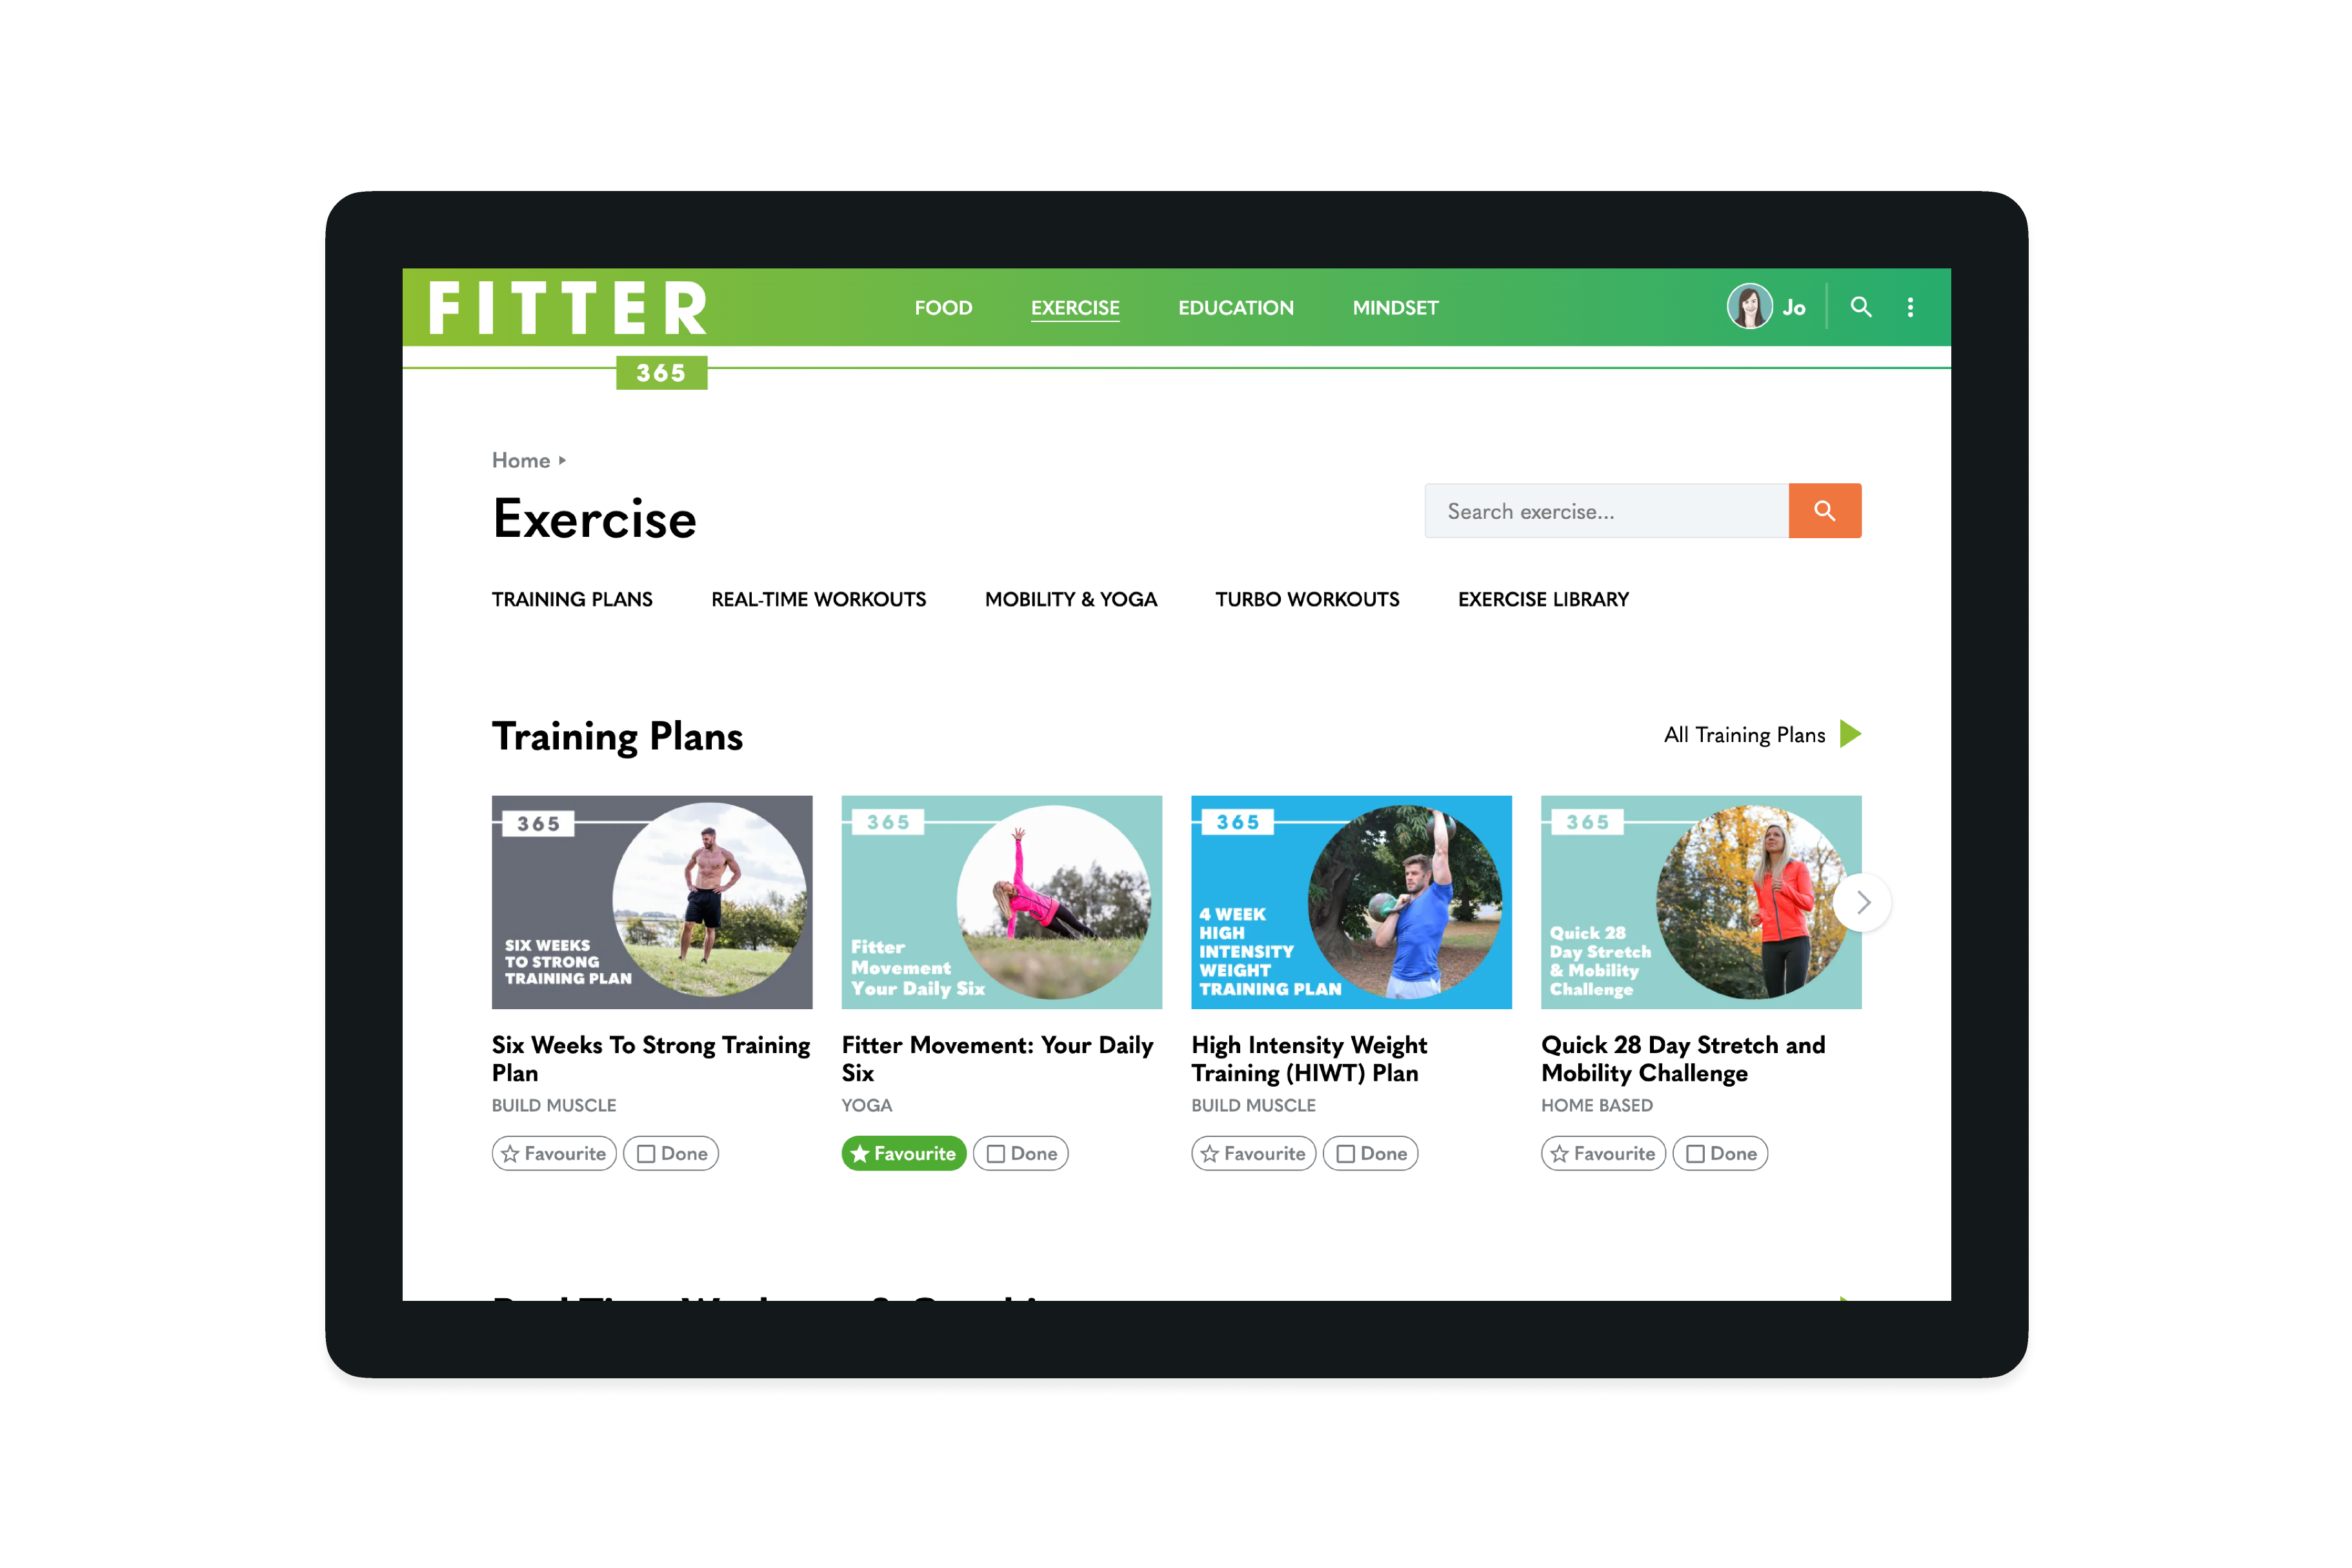 FITTER
365
FOOD
EXERCISE
EDUCATION
MINDSET
Jo
Home
Exercise
Search exercise...
TRAINING PLANS
REAL-TIME WORKOUTS
MOBILITY & YOGA
TURBO WORKOUTS
EXERCISE LIBRARY
Training Plans
All Training Plans
365
SIX WEEKS
TO STRONG
TRAINING PLAN
Six Weeks To Strong Training
Plan
BUILD MUSCLE
Favourite
Done
365
Fitter
Movement
Your Daily Six
Fitter Movement: Your Daily
Six
YOGA
Favourite
Done
365
4 WEEK
HIGH
INTENSITY
WEIGHT
TRAINING PLAN
High Intensity Weight
Training (HIWT) Plan
BUILD MUSCLE
Favourite
Done
365
Quick 28
Day Stretch
& Mobility
Challenge
Quick 28 Day Stretch and
Mobility Challenge
HOME BASED
Favourite
Done